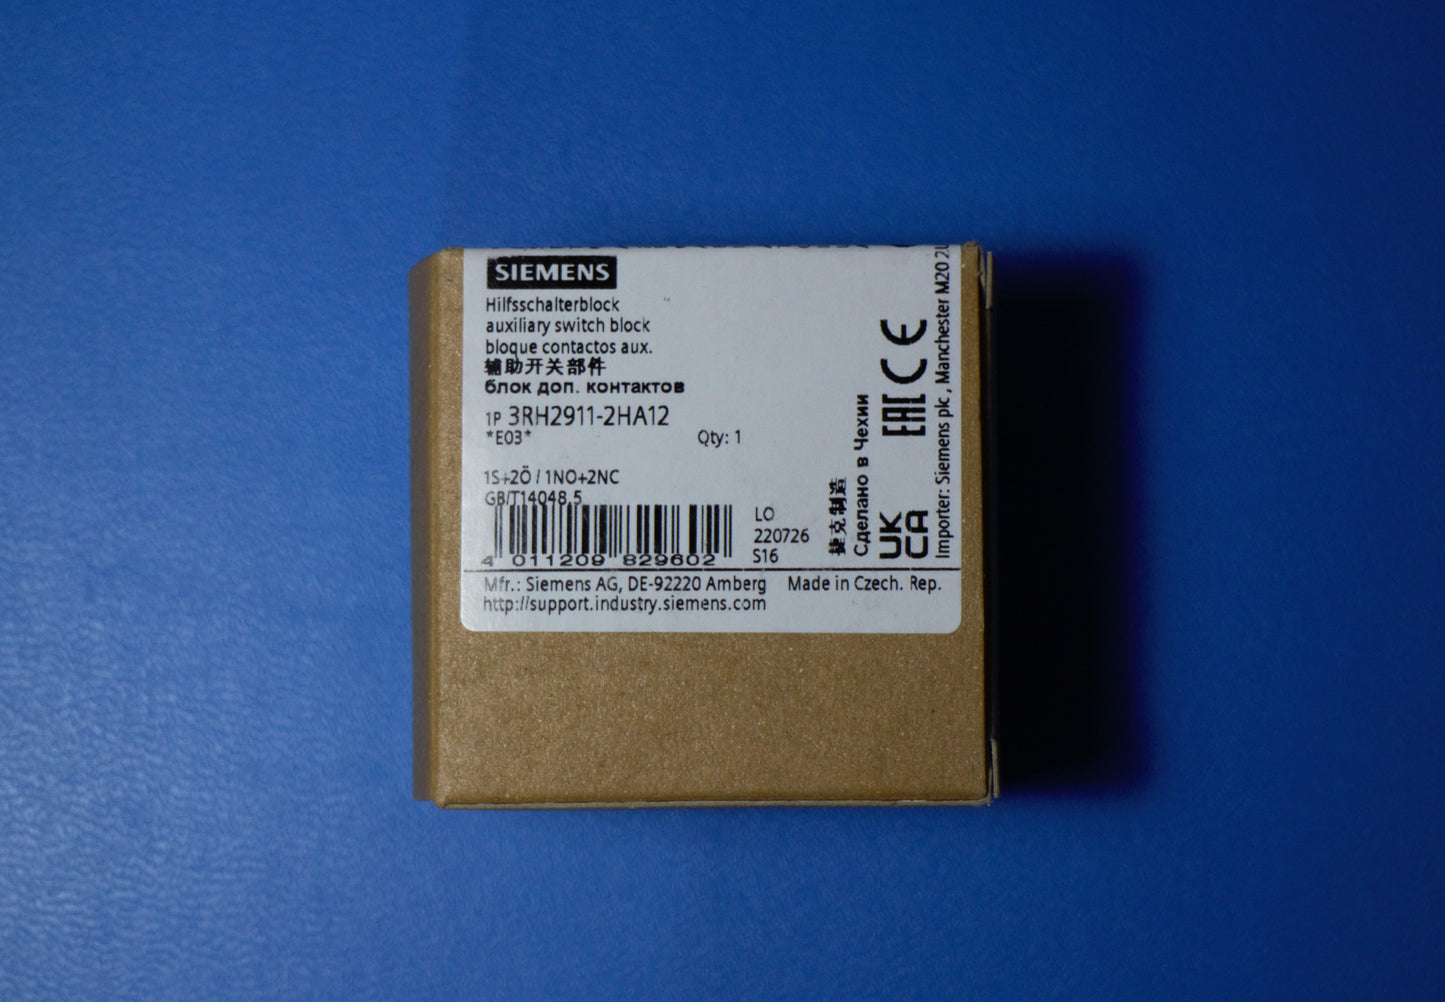 SIEMENS
Hilfsschalterblock
auxiliary switch block
bloque contactos aux.
辅助开关部件
блок доп. контактов
1P 3RH2911-2HA12
*E03*
Qty: 1
1S+2Ö / 1NO+2NC
GB/T14048.5
4 011209 829602
LO
220726
S16
捷克制造
Сделано в Чехии
UK
CA
EAC CE
Importer: Siemens plc, Manchester M20 2U
Mfr.: Siemens AG, DE-92220 Amberg Made in Czech. Rep.
http://support.industry.siemens.com